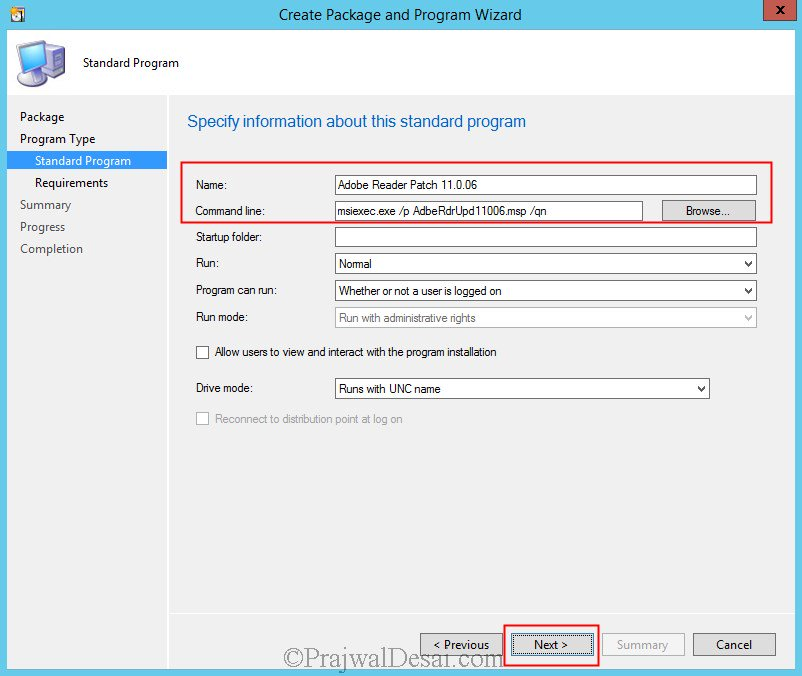 Create Package and Program Wizard
x
Standard Program
Package
Program Type
Standard Program
Requirements
Summary
Progress
Completion
Specify information about this standard program
Name: Adobe Reader Patch 11.0.06
Command line: msiexec.exe /p AdbeRdrUpd11006.msp /qn Browse...
Startup folder:
Run: Normal
Program can run: Whether or not a user is logged on
Run mode: Run with administrative rights
Allow users to view and interact with the program installation
Drive mode: Runs with UNC name
Reconnect to distribution point at log on
< Previous Next > Summary Cancel
©PrajwalDesai.com